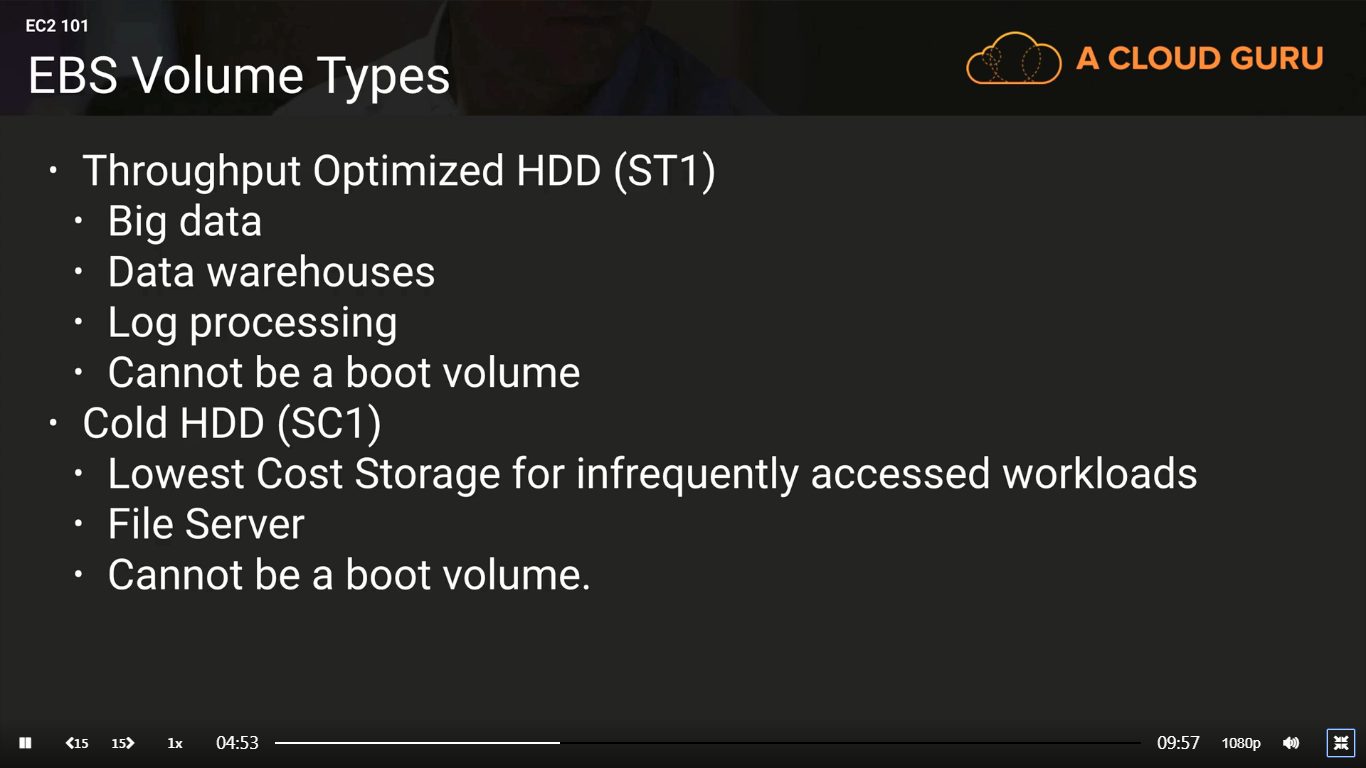 EC2 101
EBS Volume Types
A CLOUD GURU
· Throughput Optimized HDD (ST1)
· Big data
· Data warehouses
· Log processing
· Cannot be a boot volume
· Cold HDD (SC1)
· Lowest Cost Storage for infrequently accessed workloads
· File Server
· Cannot be a boot volume.
15 15 1x 04:53 09:57 1080p